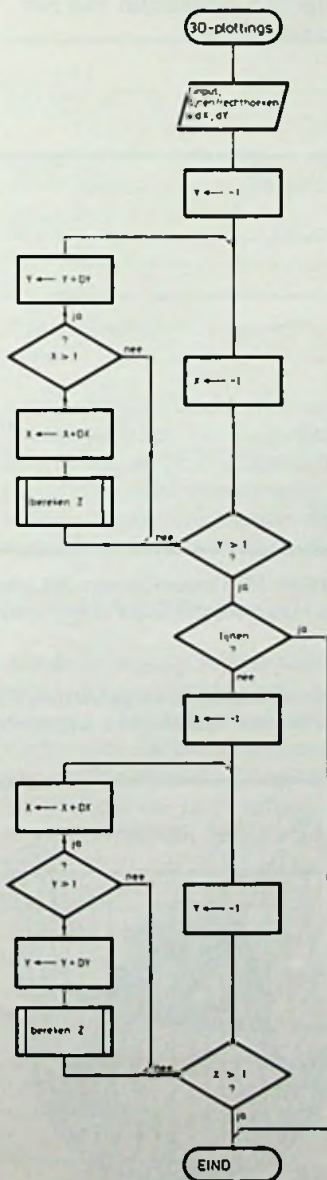 3D-plottings
input,
lijnen/rechthoeken
dX, dY
Y ← -1
Y ← Y+DY
ja
?
X > 1
nee
X ← -1
X ← X+DX
bereken Z
nee
Y > 1
?
ja
lijnen
?
ja
nee
X ← -1
X ← X+DX
ja
?
Y > 1
nee
Y ← -1
Y ← Y+DY
bereken Z
nee
X > 1
?
ja
EIND